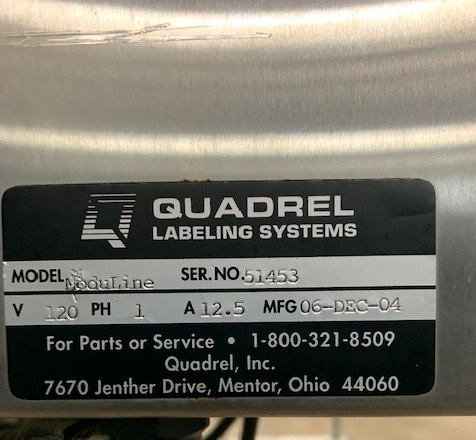 QUADREL
LABELING SYSTEMS
MODEL ModuLine SER.NO. 51453
V 120 PH 1 A 12.5 MFG 06-DEC-04
For Parts or Service • 1-800-321-8509
Quadrel, Inc.
7670 Jenther Drive, Mentor, Ohio 44060